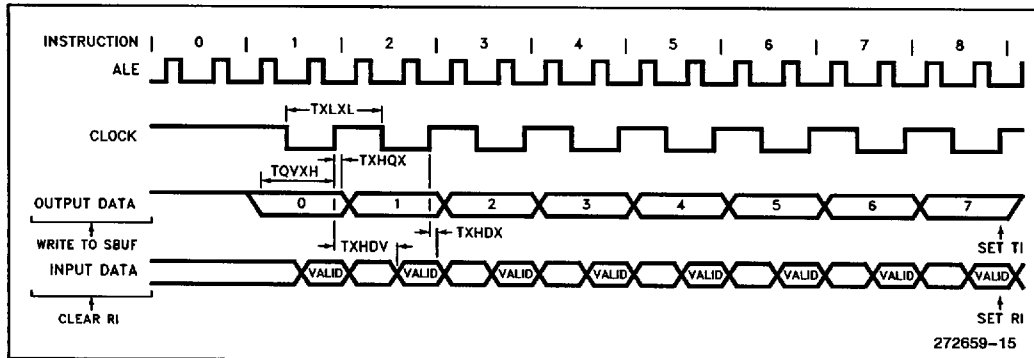 INSTRUCTION | 0 | 1 | 2 | 3 | 4 | 5 | 6 | 7 | 8 |
ALE
TXLXL
CLOCK
TQVXH
TXHQX
OUTPUT DATA
0 1 2 3 4 5 6 7
WRITE TO SBUF
TXHDV
TXHDX
SET TI
INPUT DATA
VALID VALID VALID VALID VALID VALID VALID VALID
CLEAR RI
SET RI
272659-15